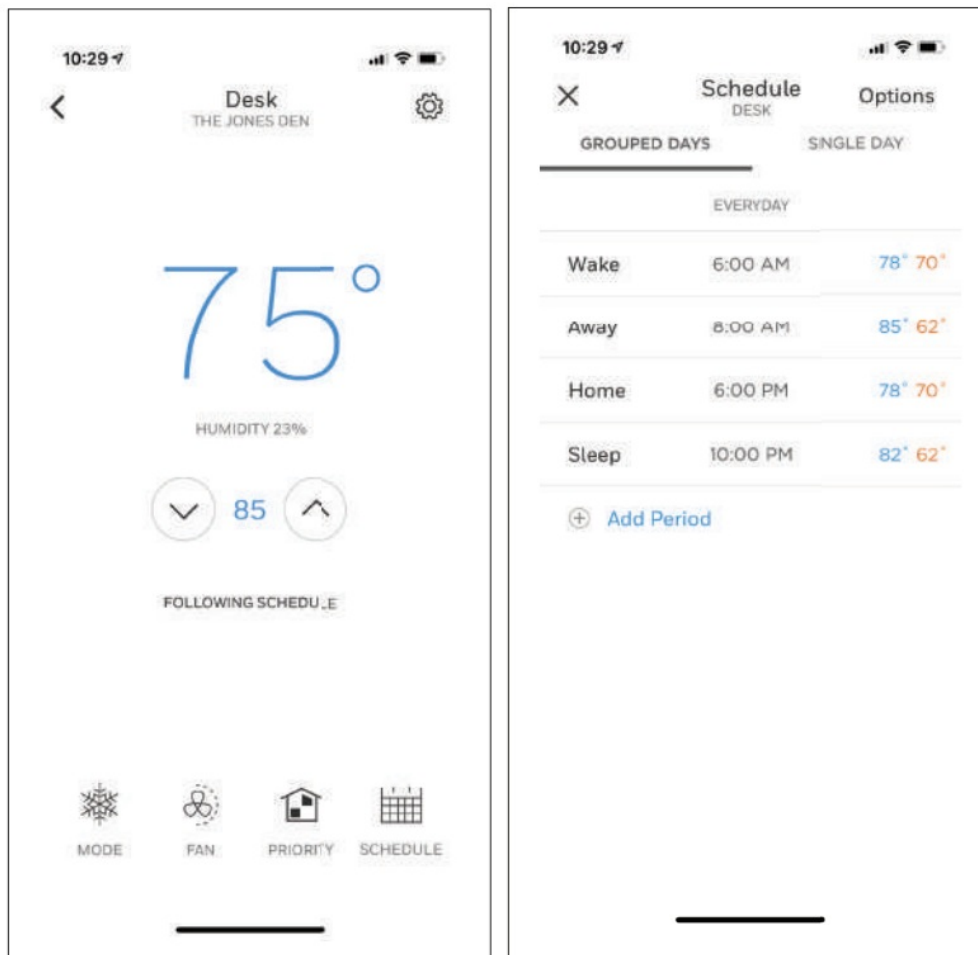 10:29
Desk
THE JONES DEN
75°
HUMIDITY 23%
85
FOLLOWING SCHEDULE
MODE FAN PRIORITY SCHEDULE
10:29
Schedule Options
DESK
GROUPED DAYS SINGLE DAY
EVERYDAY
Wake 6:00 AM 78° 70°
Away 8:00 AM 85° 62°
Home 6:00 PM 78° 70°
Sleep 10:00 PM 82° 62°
Add Period